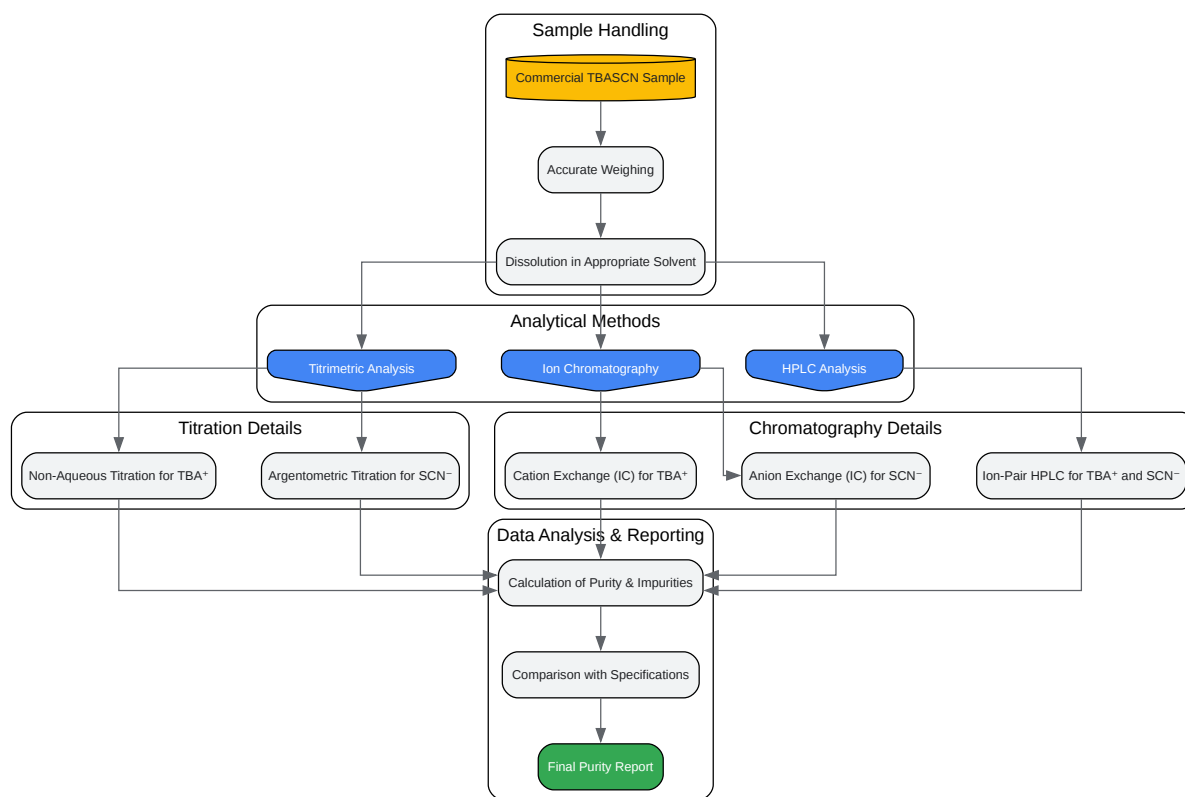 Sample Handling
Commercial TBASCN Sample
Accurate Weighing
Dissolution in Appropriate Solvent
Analytical Methods
Titrimetric Analysis
Ion Chromatography
HPLC Analysis
Titration Details
Chromatography Details
Non-Aqueous Titration for TBA⁺
Argentometric Titration for SCN⁻
Cation Exchange (IC) for TBA⁺
Anion Exchange (IC) for SCN⁻
Ion-Pair HPLC for TBA⁺ and SCN⁻
Data Analysis & Reporting
Calculation of Purity & Impurities
Comparison with Specifications
Final Purity Report